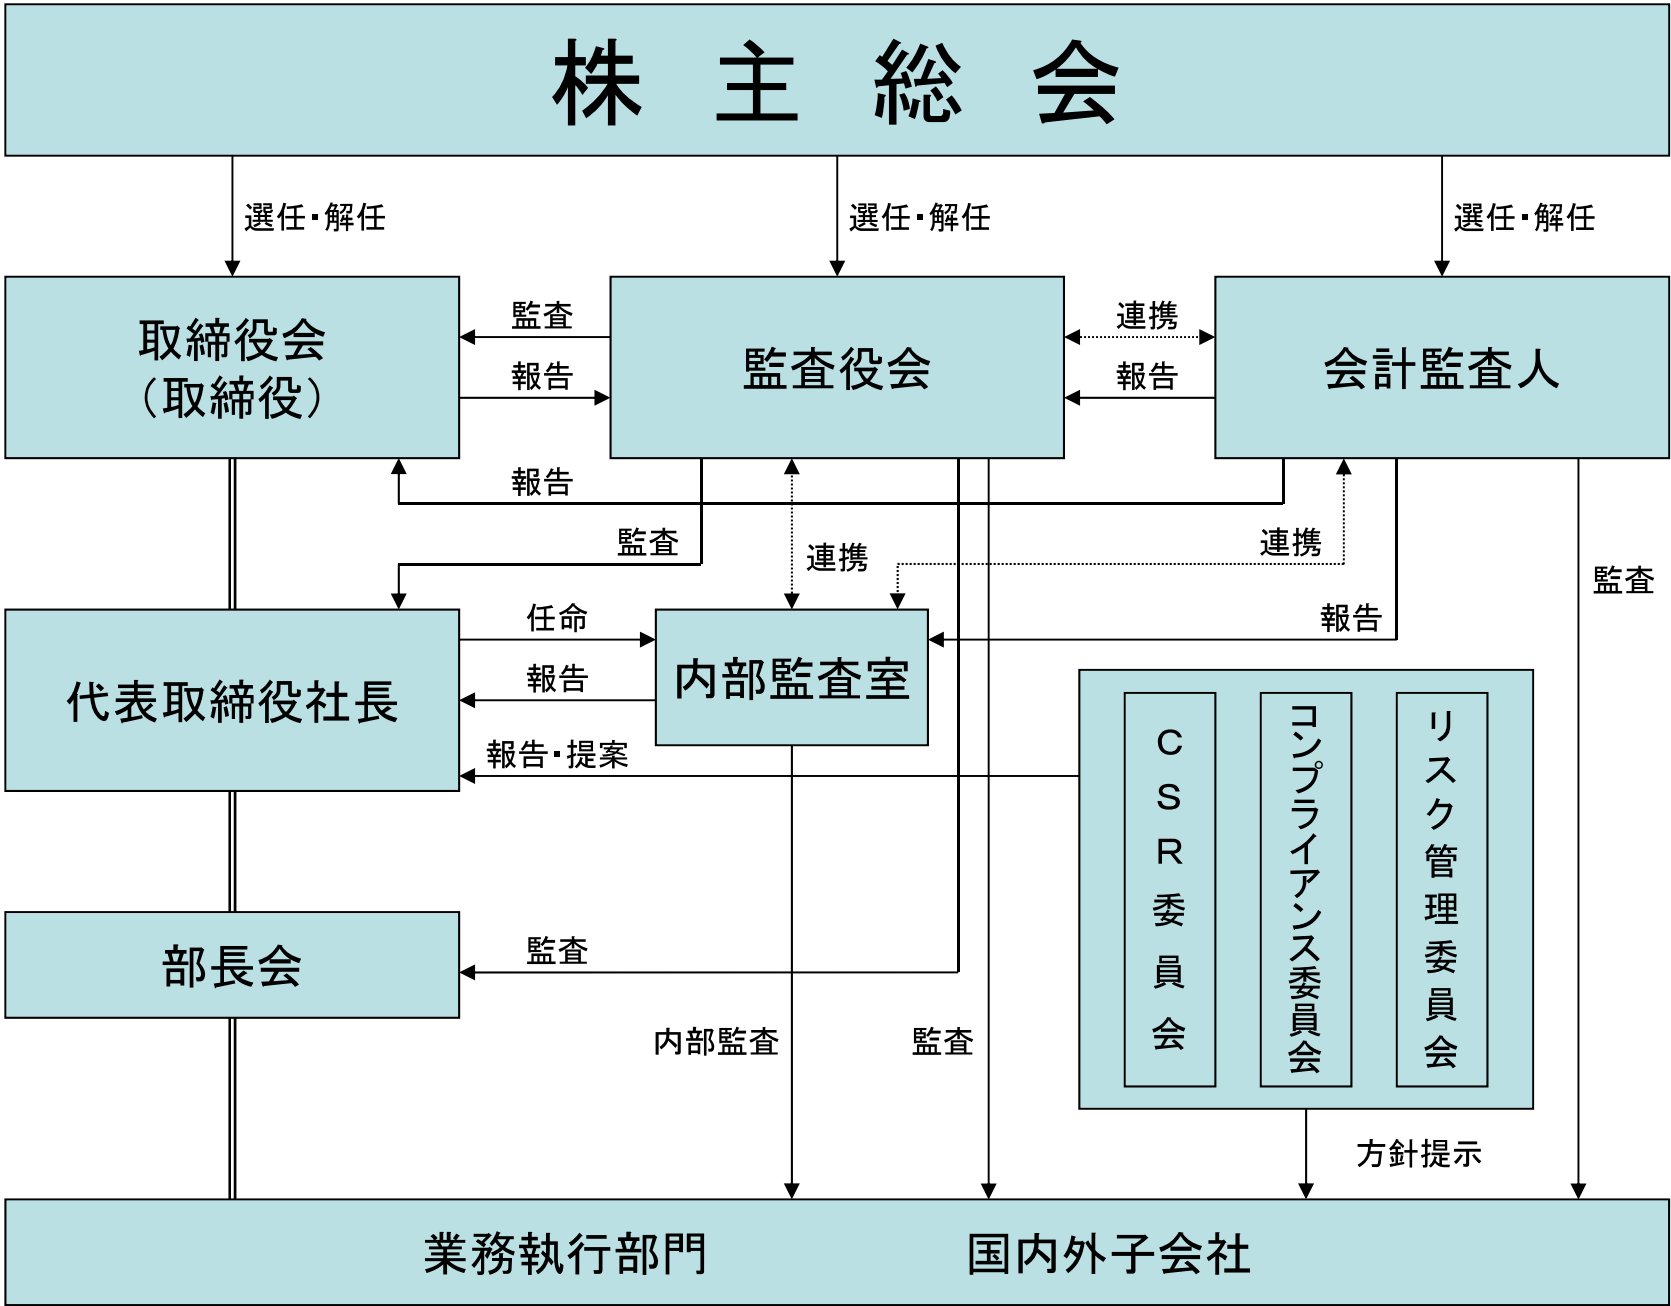 株主総会
選任・解任
選任・解任
選任・解任
取締役会
（取締役）
監査
報告
監査役会
連携
報告
会計監査人
報告
監査
連携
連携
監査
任命
報告
代表取締役社長
報告
内部監査室
報告・提案
CSR委員会
コンプライアンス委員会
リスク管理委員会
部長会
監査
内部監査
監査
方針提示
業務執行部門
国内外子会社